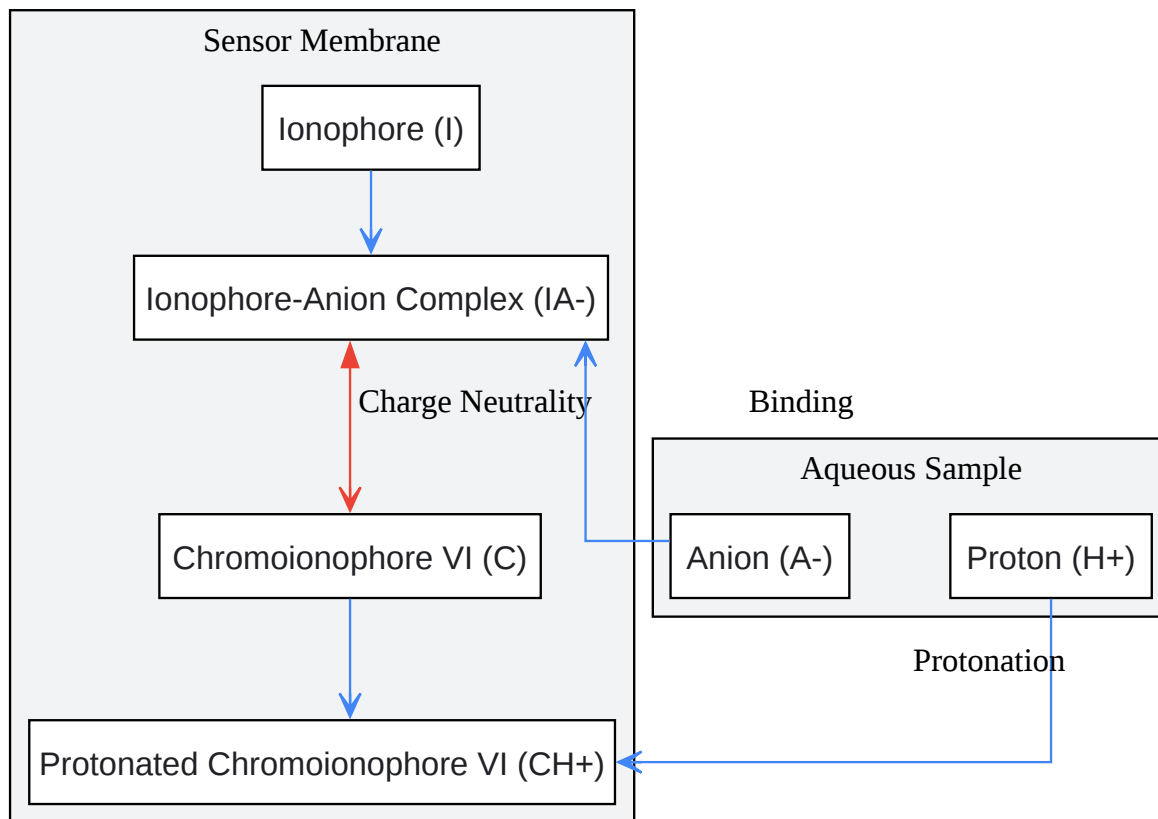 Sensor Membrane
Ionophore (I)
Ionophore-Anion Complex (IA-)
Charge Neutrality
Binding
Aqueous Sample
Chromoionophore VI (C)
Anion (A-)
Proton (H+)
Protonation
Protonated Chromoionophore VI (CH+)